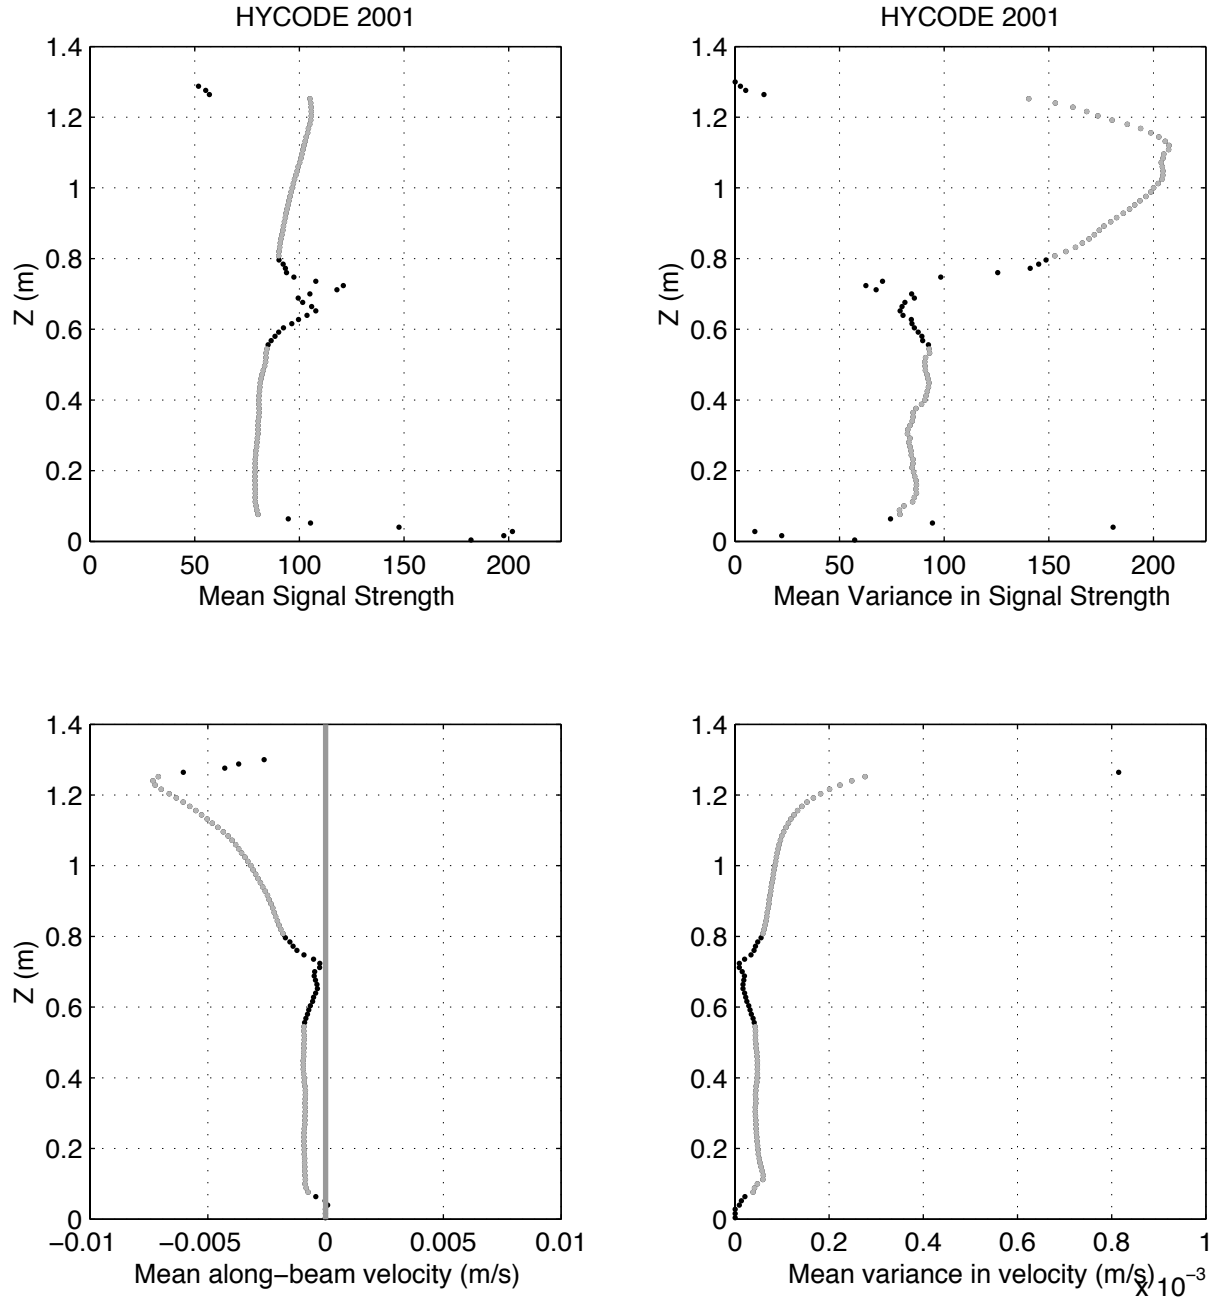 HYCODE 2001
1.4
1.2
1
0.8
0.6
0.4
0.2
0
Z (m)
0 50 100 150 200
Mean Signal Strength
HYCODE 2001
1.4
1.2
1
0.8
0.6
0.4
0.2
0
Z (m)
0 50 100 150 200
Mean Variance in Signal Strength
1.4
1.2
1
0.8
0.6
0.4
0.2
0
Z (m)
−0.01 −0.005 0 0.005 0.01
Mean along−beam velocity (m/s)
1.4
1.2
1
0.8
0.6
0.4
0.2
0
0 0.2 0.4 0.6 0.8 1
Mean variance in velocity (m/s)
x 10−3